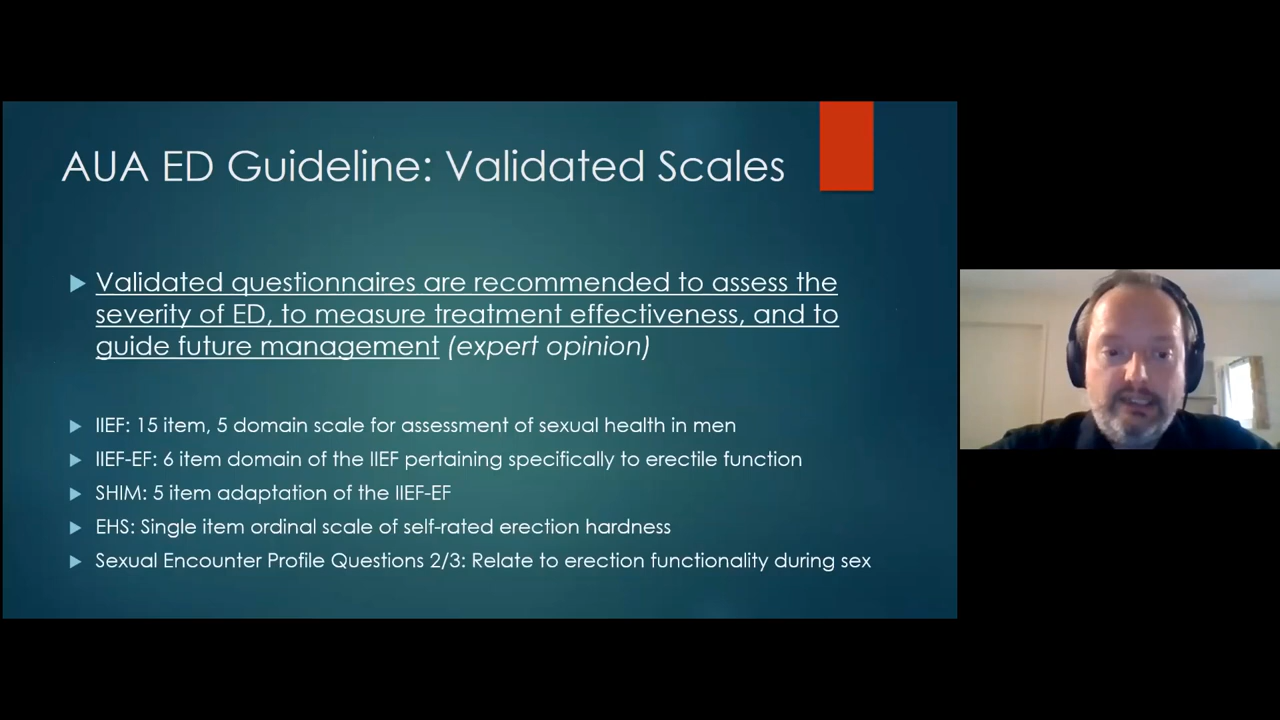 AUA ED Guideline: Validated Scales
Validated questionnaires are recommended to assess the
severity of ED, to measure treatment effectiveness, and to
guide future management (expert opinion)
IIEF: 15 item, 5 domain scale for assessment of sexual health in men
IIEF-EF: 6 item domain of the IIEF pertaining specifically to erectile function
SHIM: 5 item adaptation of the IIEF-EF
EHS: Single item ordinal scale of self-rated erection hardness
Sexual Encounter Profile Questions 2/3: Relate to erection functionality during sex